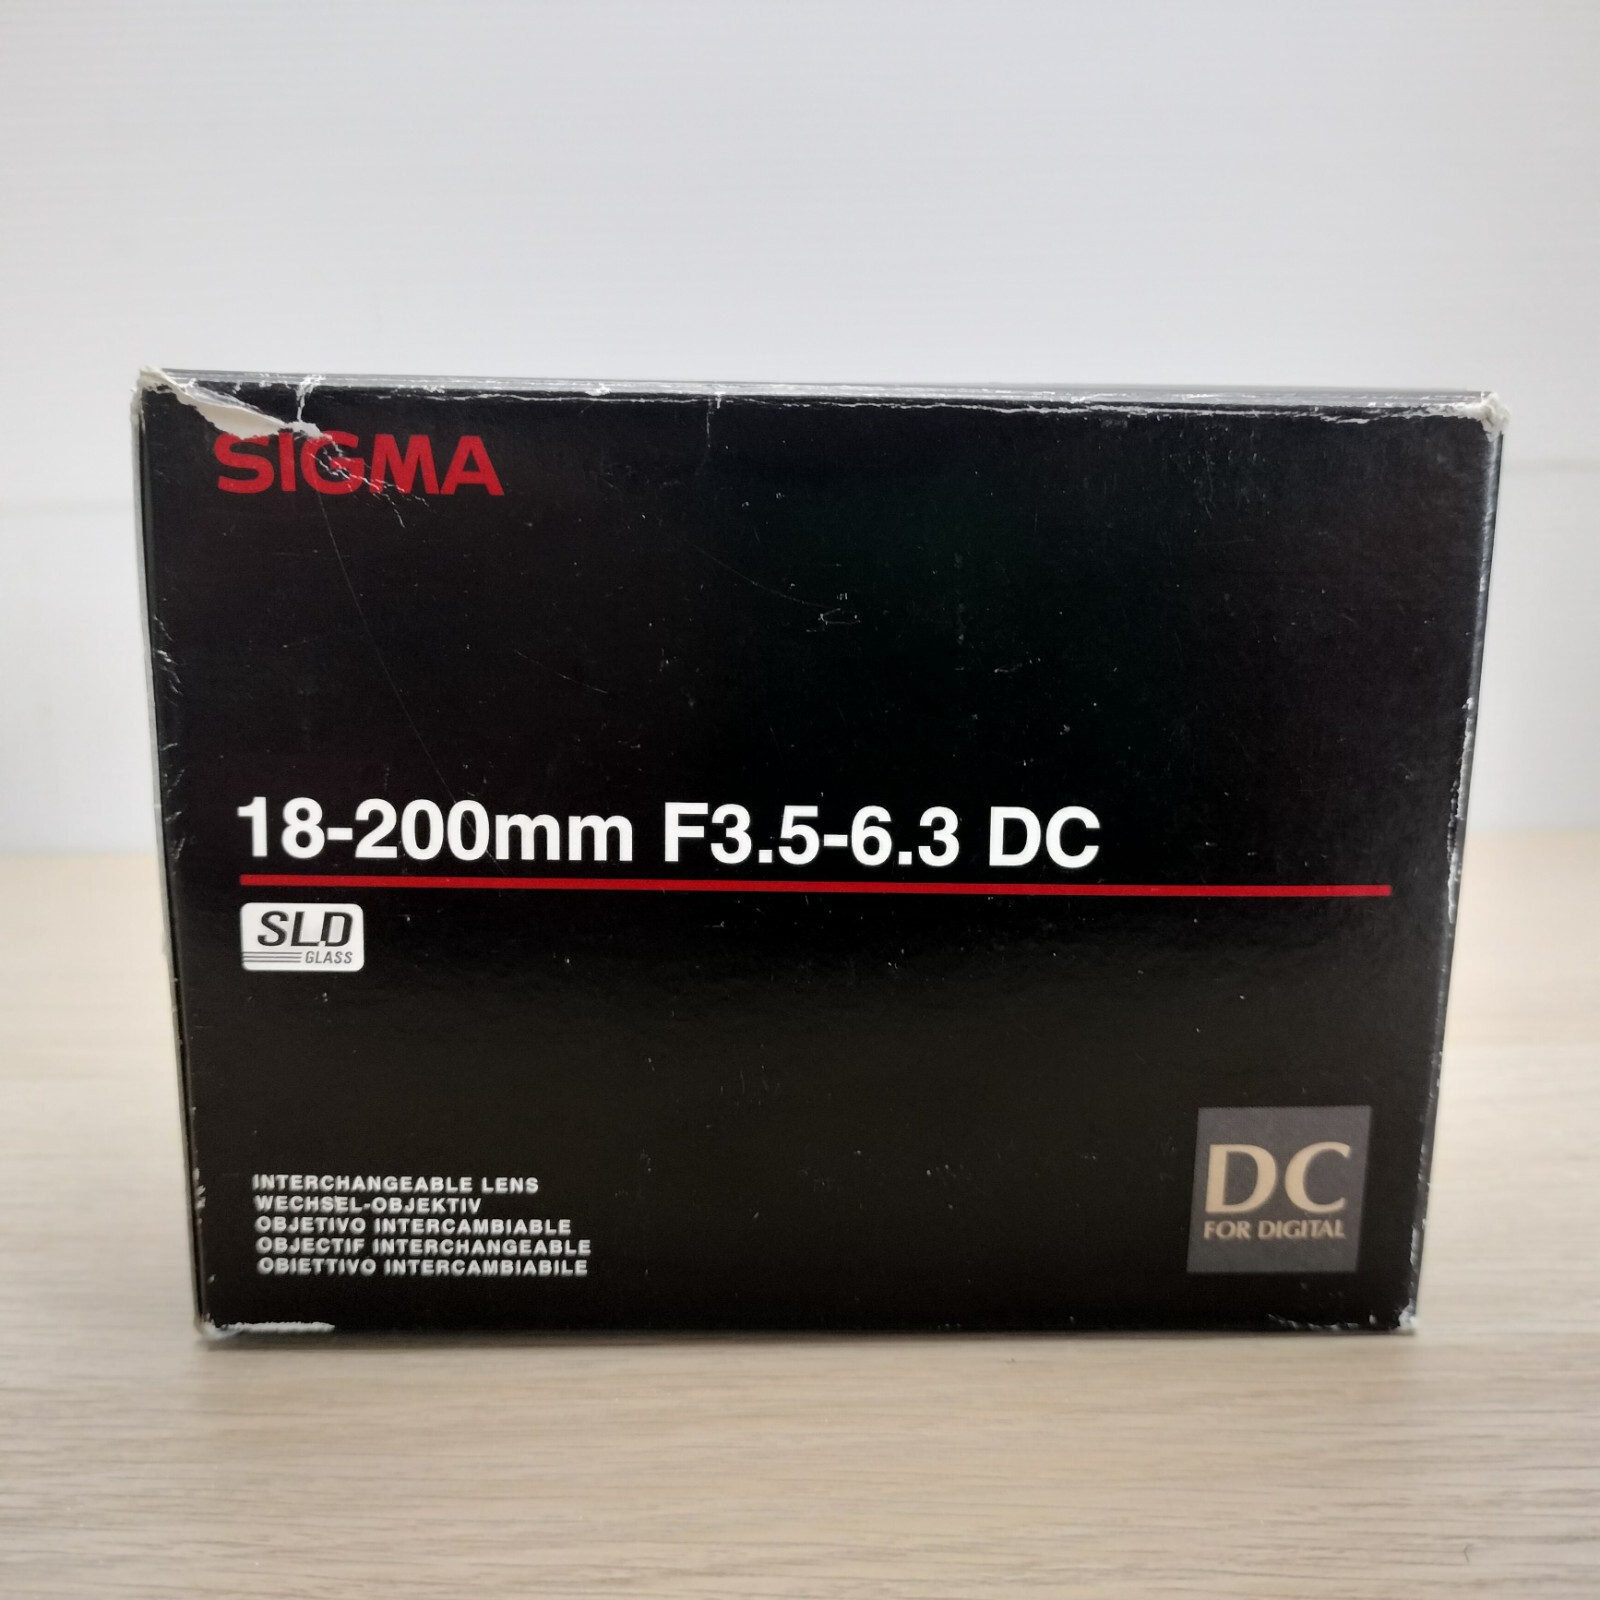 SIGMA
18-200mm F3.5-6.3 DC
SLD
GLASS
INTERCHANGEABLE LENS
WECHSEL-OBJEKTIV
OBJETIVO INTERCAMBIABLE
OBJECTIF INTERCHANGEABLE
OBIETTIVO INTERCAMBIABILE
DC
FOR DIGITAL